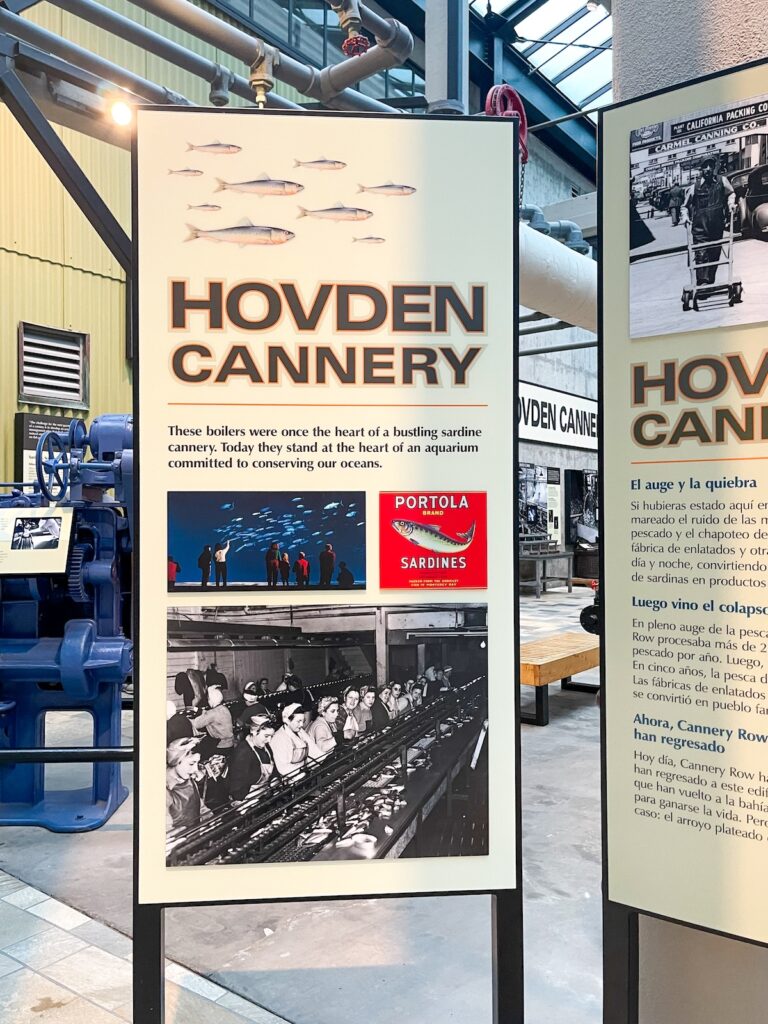 HOVDEN
CANNERY
These boilers were once the heart of a bustling sardine
cannery. Today they stand at the heart of an aquarium
committed to conserving our oceans.
PORTOLA
BRAND
SARDINES
OVDEN CANNE
PLANT CALIFORNIA PACKING CO
CARMEL CANNING CO.
HOV
CAN
El auge y la quiebra
Si hubieras estado aquí en
mareado el ruido de las m
pescado y el chapoteo de
fábrica de enlatados y otra
día y noche, convirtiendo
de sardinas en productos
Luego vino el colapso
En pleno auge de la pesca
Row procesaba más de 2
pescado por año. Luego,
En cinco años, la pesca d
Las fábricas de enlatados
se convirtió en pueblo fan
Ahora, Cannery Row
han regresado
Hoy día, Cannery Row ha
han regresado a este edif
que han vuelto a la bahía
para ganarse la vida. Pero
caso: el arroyo plateado